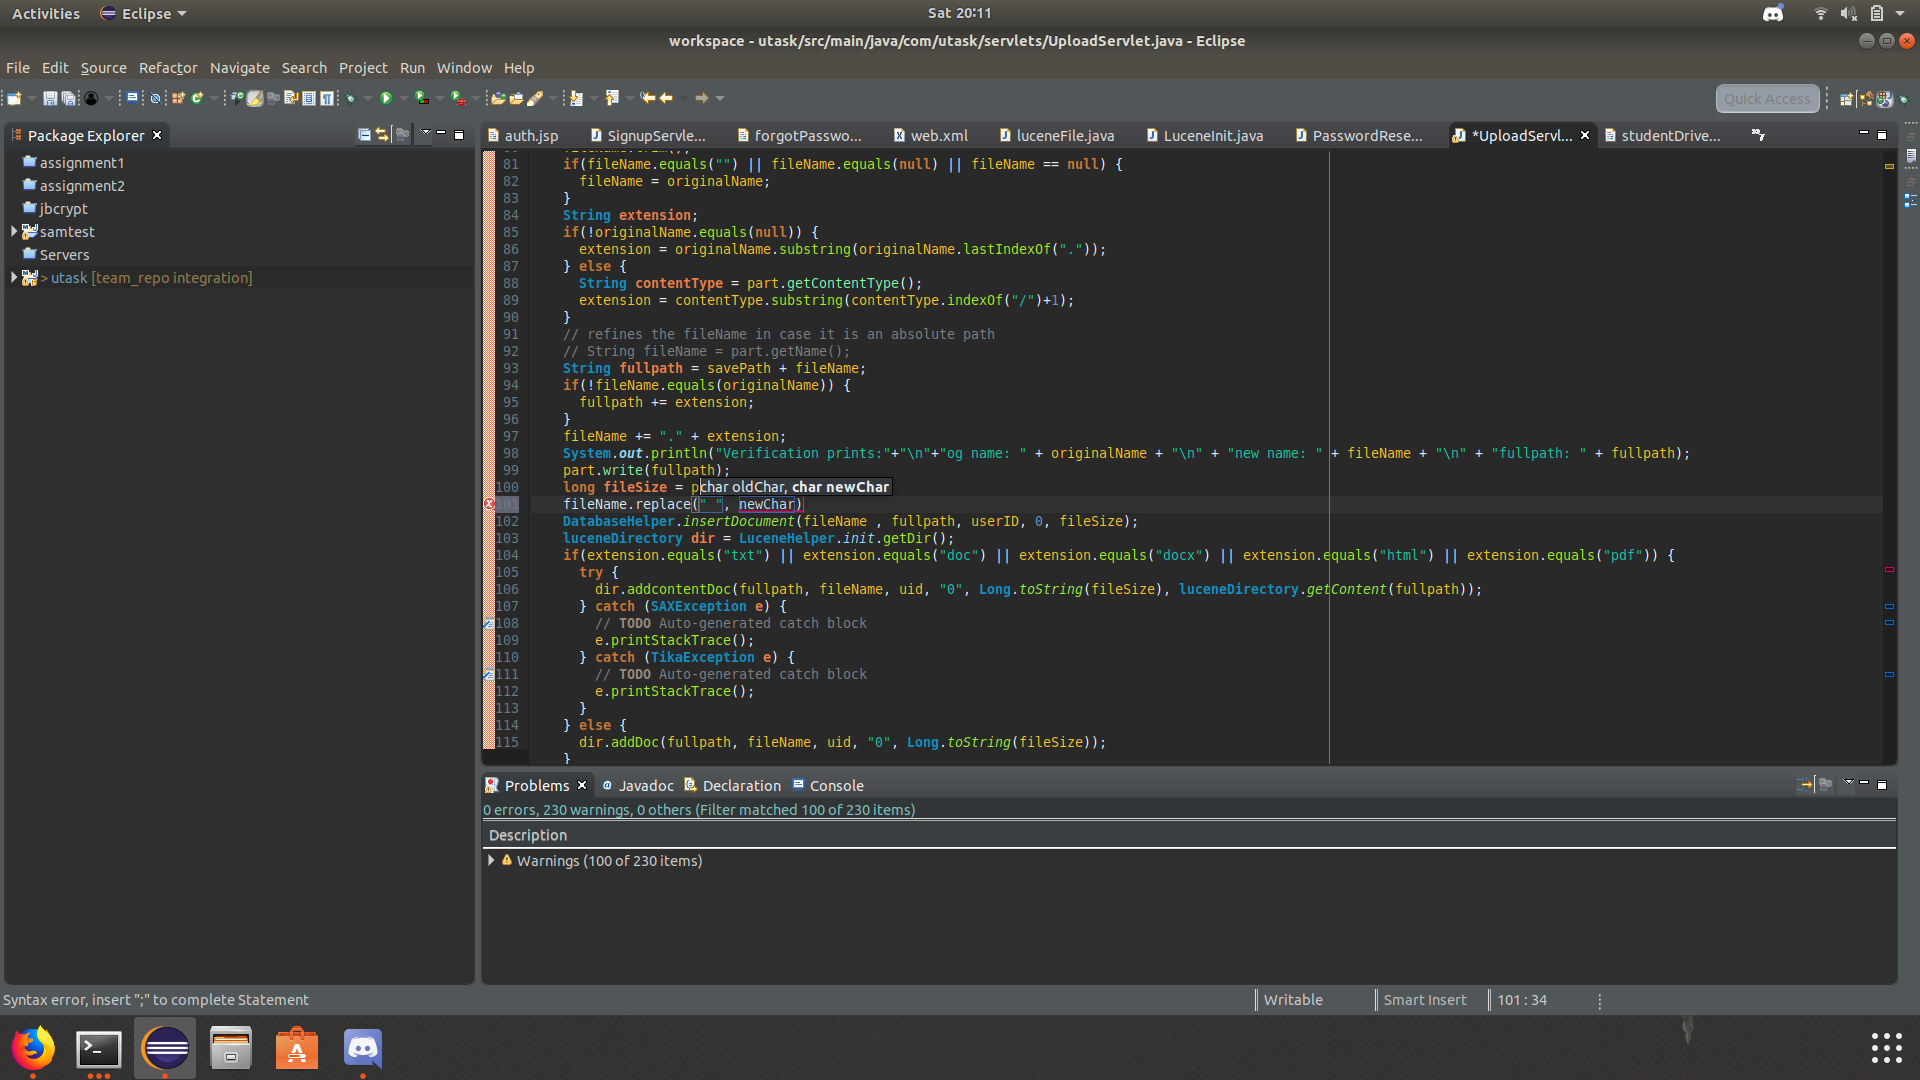 Activities Eclipse Sat 20:11
workspace - utask/src/main/java/com/utask/servlets/UploadServlet.java - Eclipse
File Edit Source Refactor Navigate Search Project Run Window Help
Quick Access
Package Explorer
assignment1
assignment2
jbcrypt
samtest
Servers
> utask [team_repo integration]
auth.jsp SignupServle... forgotPasswo... web.xml luceneFile.java LuceneInit.java PasswordRese... *UploadServl... studentDrive...
81 if(fileName.equals("") || fileName.equals(null) || fileName == null) {
82 fileName = originalName;
83 }
84 String extension;
85 if(!originalName.equals(null)) {
86 extension = originalName.substring(originalName.lastIndexOf("."));
87 } else {
88 String contentType = part.getContentType();
89 extension = contentType.substring(contentType.indexOf("/")+1);
90 }
91 // refines the fileName in case it is an absolute path
92 // String fileName = part.getName();
93 String fullpath = savePath + fileName;
94 if(!fileName.equals(originalName)) {
95 fullpath += extension;
96 }
97 fileName += "." + extension;
98 System.out.println("Verification prints:"+"\n"+"og name: " + originalName + "\n" + "new name: " + fileName + "\n" + "fullpath: " + fullpath);
99 part.write(fullpath);
100 long fileSize = p
char oldChar, char newChar
101 fileName.replace(" ", newChar)
102 DatabaseHelper.insertDocument(fileName , fullpath, userID, 0, fileSize);
103 luceneDirectory dir = LuceneHelper.init.getDir();
104 if(extension.equals("txt") || extension.equals("doc") || extension.equals("docx") || extension.equals("html") || extension.equals("pdf")) {
105 try {
106 dir.addcontentDoc(fullpath, fileName, uid, "0", Long.toString(fileSize), luceneDirectory.getContent(fullpath));
107 } catch (SAXException e) {
108 // TODO Auto-generated catch block
109 e.printStackTrace();
110 } catch (TikaException e) {
111 // TODO Auto-generated catch block
112 e.printStackTrace();
113 }
114 } else {
115 dir.addDoc(fullpath, fileName, uid, "0", Long.toString(fileSize));
}
Problems Javadoc Declaration Console
0 errors, 230 warnings, 0 others (Filter matched 100 of 230 items)
Description
Warnings (100 of 230 items)
Syntax error, insert ";" to complete Statement Writable Smart Insert 101 : 34